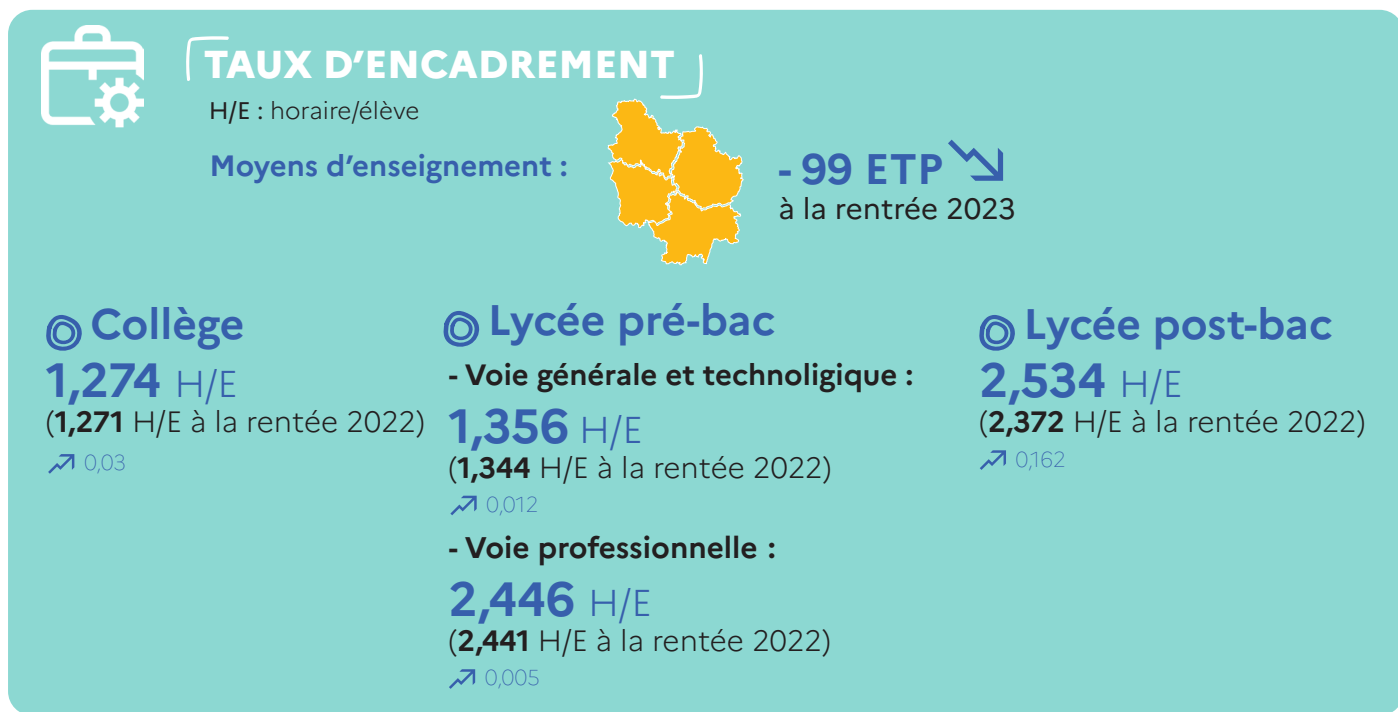 TAUX D'ENCADREMENT
H/E : horaire/élève
Moyens d'enseignement :
- 99 ETP
à la rentrée 2023
Collège
1,274 H/E
(1,271 H/E à la rentée 2022)
0,03
Lycée pré-bac
- Voie générale et technoligique :
1,356 H/E
(1,344 H/E à la rentée 2022)
0,012
- Voie professionnelle :
2,446 H/E
(2,441 H/E à la rentée 2022)
0,005
Lycée post-bac
2,534 H/E
(2,372 H/E à la rentée 2022)
0,162